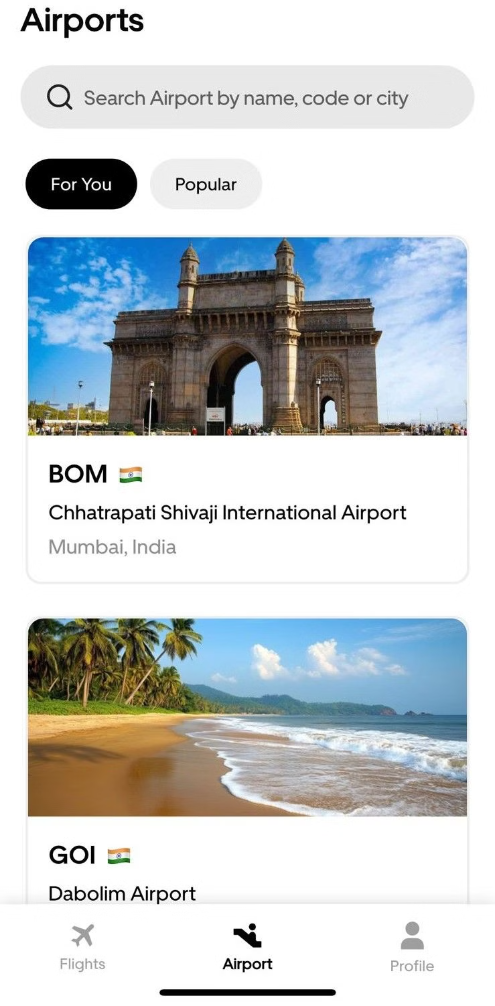 Airports
Search Airport by name, code or city
For You
Popular
BOM
Chhatrapati Shivaji International Airport
Mumbai, India
GOI
Dabolim Airport
Flights
Airport
Profile